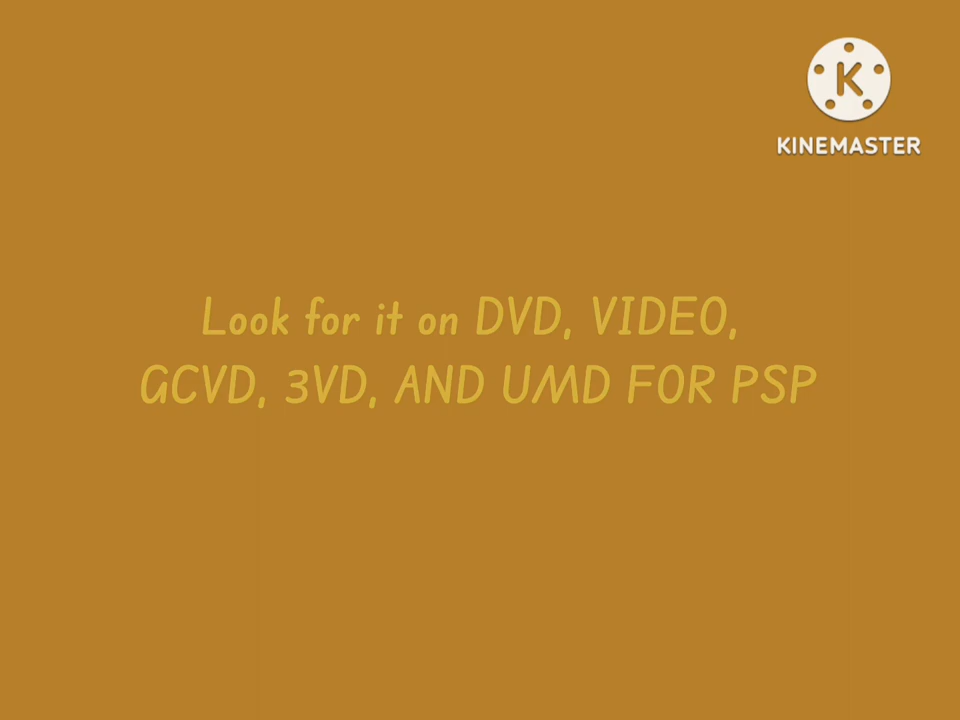 K
KINEMASTER
Look for it on DVD, VIDEO,
GCVD, 3VD, AND UMD FOR PSP